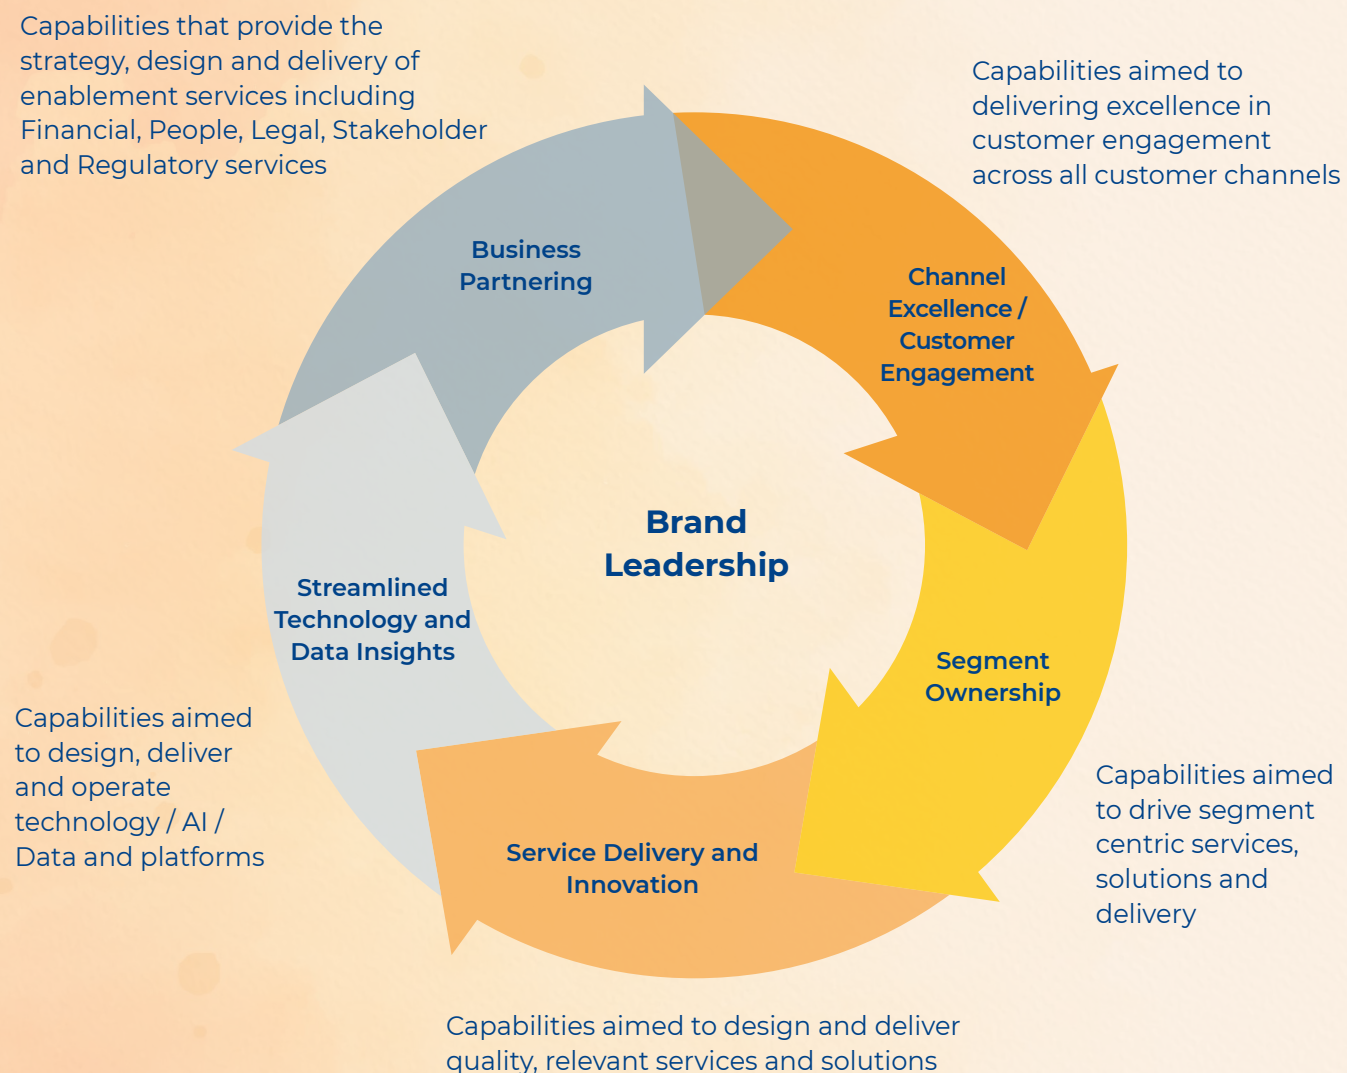 Capabilities that provide the
strategy, design and delivery of
enablement services including
Financial, People, Legal, Stakeholder
and Regulatory services
Capabilities aimed to
delivering excellence in
customer engagement
across all customer channels
Business
Partnering
Channel
Excellence /
Customer
Engagement
Brand
Leadership
Streamlined
Technology and
Data Insights
Segment
Ownership
Capabilities aimed
to design, deliver
and operate
technology / AI /
Data and platforms
Capabilities aimed
to drive segment
centric services,
solutions and
delivery
Service Delivery and
Innovation
Capabilities aimed to design and deliver
quality, relevant services and solutions